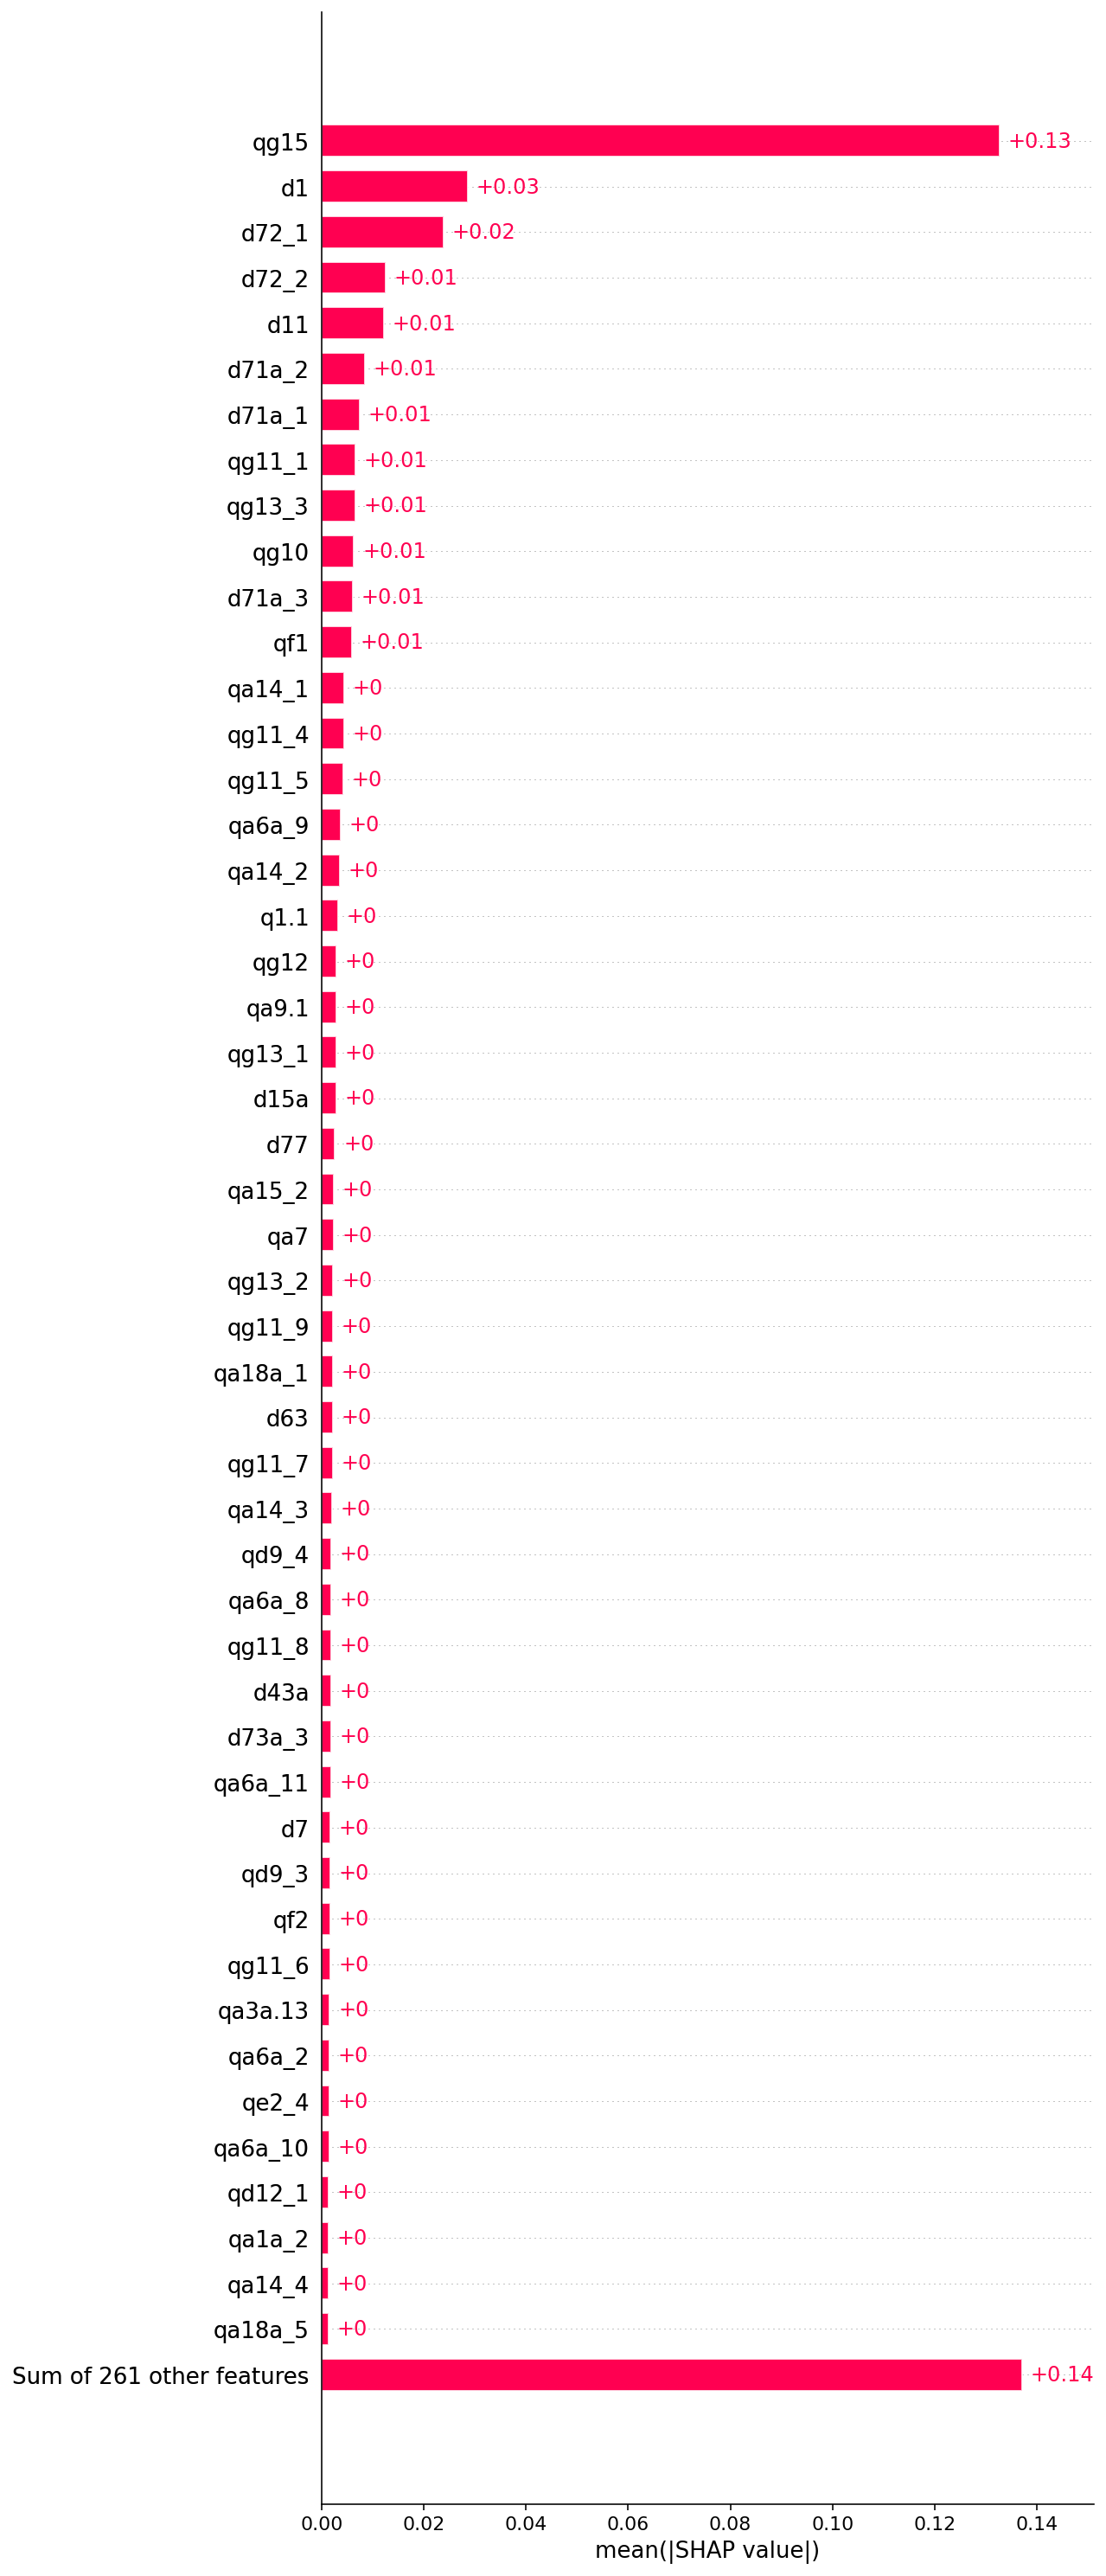 qg15 +0.13
d1 +0.03
d72_1 +0.02
d72_2 +0.01
d11 +0.01
d71a_2 +0.01
d71a_1 +0.01
qg11_1 +0.01
qg13_3 +0.01
qg10 +0.01
d71a_3 +0.01
qf1 +0.01
qa14_1 +0
qg11_4 +0
qg11_5 +0
qa6a_9 +0
qa14_2 +0
q1.1 +0
qg12 +0
qa9.1 +0
qg13_1 +0
d15a +0
d77 +0
qa15_2 +0
qa7 +0
qg13_2 +0
qg11_9 +0
qa18a_1 +0
d63 +0
qg11_7 +0
qa14_3 +0
qd9_4 +0
qa6a_8 +0
qg11_8 +0
d43a +0
d73a_3 +0
qa6a_11 +0
d7 +0
qd9_3 +0
qf2 +0
qg11_6 +0
qa3a.13 +0
qa6a_2 +0
qe2_4 +0
qa6a_10 +0
qd12_1 +0
qa1a_2 +0
qa14_4 +0
qa18a_5 +0
Sum of 261 other features +0.14
0.00 0.02 0.04 0.06 0.08 0.10 0.12 0.14
mean(|SHAP value|)